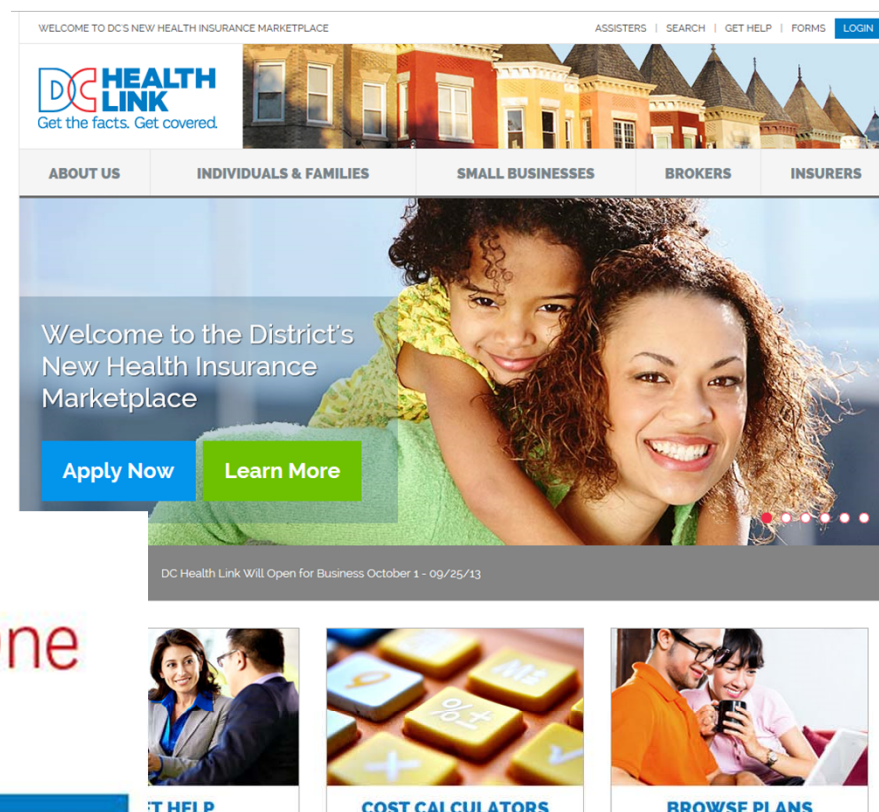 WELCOME TO DC'S NEW HEALTH INSURANCE MARKETPLACE
ASSISTERS | SEARCH | GET HELP | FORMS LOGIN
DC HEALTH LINK
Get the facts. Get covered.
ABOUT US INDIVIDUALS & FAMILIES SMALL BUSINESSES BROKERS INSURERS
Welcome to the District's
New Health Insurance
Marketplace
Apply Now Learn More
DC Health Link Will Open for Business October 1 - 09/25/13
ne
9 M± %± + √
T HELP COST CALCULATORS BROWSE PLANS